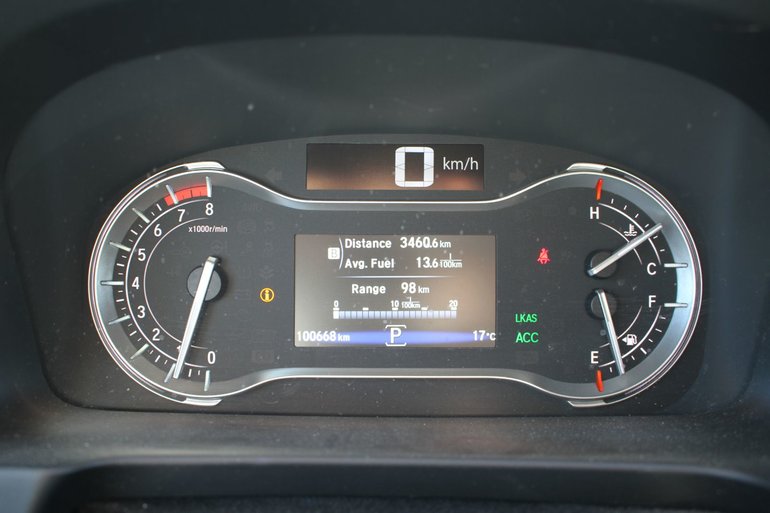 0 km/h
8
7
6
5
4
3
2
1
0
x1000r/min
B
Distance 3460.6 km
Avg. Fuel 13.6 l/100km
Range 98 km
0 10 l/100km 20
100668 km P 17°C
LKAS
ACC
H
C
F
E